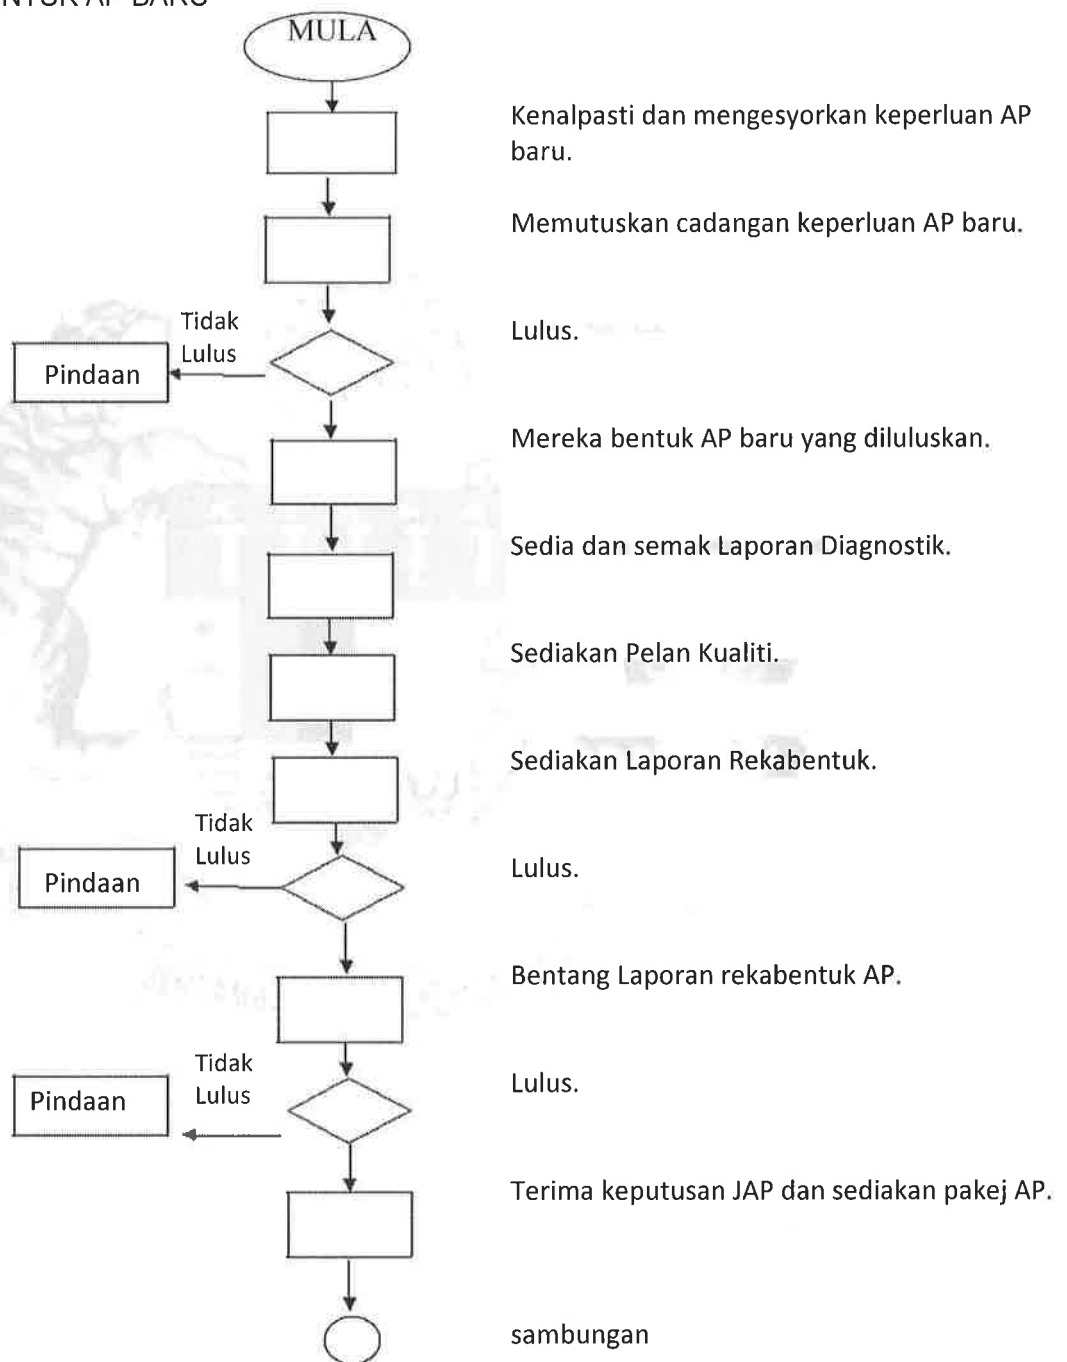 MULA
Kenalpasti dan mengesyorkan keperluan AP
baru.
Memutuskan cadangan keperluan AP baru.
Tidak
Lulus
Pindaan
Lulus.
Mereka bentuk AP baru yang diluluskan.
Sedia dan semak Laporan Diagnostik.
Sediakan Pelan Kualiti.
Sediakan Laporan Rekabentuk.
Tidak
Lulus
Pindaan
Lulus.
Bentang Laporan rekabentuk AP.
Tidak
Lulus
Pindaan
Lulus.
Terima keputusan JAP dan sediakan pakej AP.
sambungan